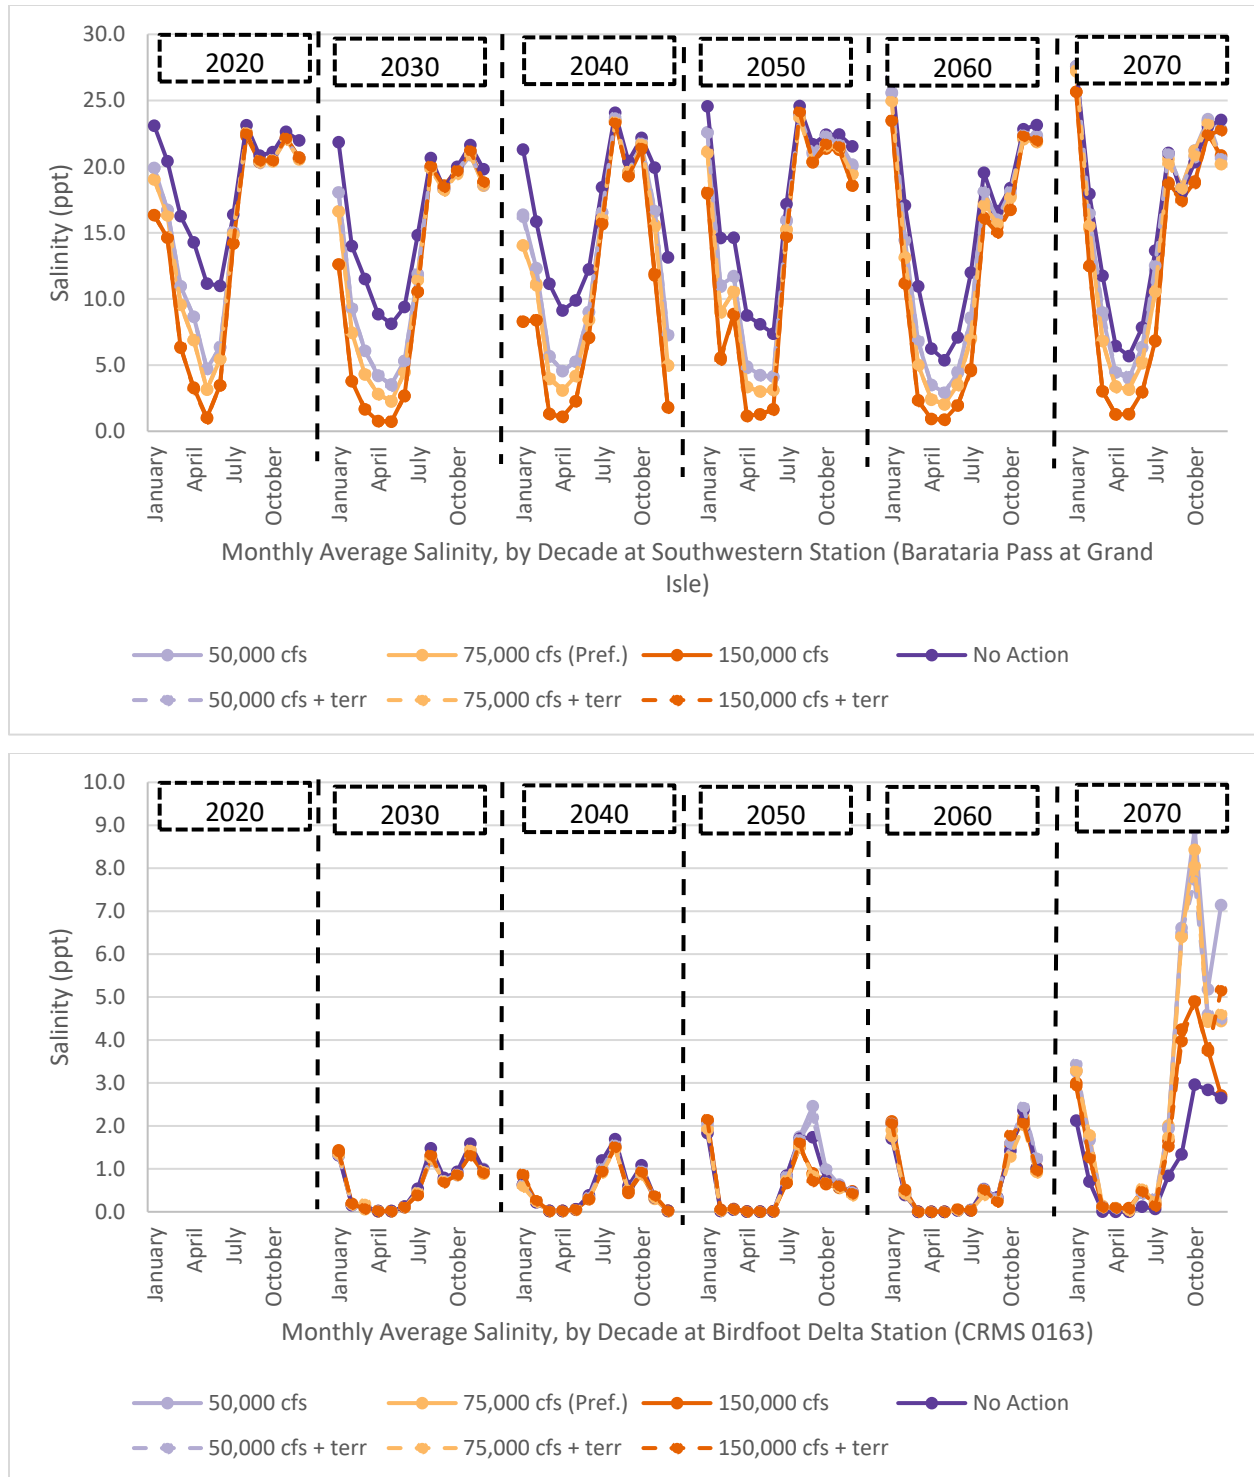 30.0
25.0
20.0
15.0
10.0
5.0
0.0
Salinity (ppt)
2020
2030
2040
2050
2060
2070
January
April
July
October
January
April
July
October
January
April
July
October
January
April
July
October
January
April
July
October
January
April
July
October
Monthly Average Salinity, by Decade at Southwestern Station (Barataria Pass at Grand
Isle)
50,000 cfs
75,000 cfs (Pref.)
150,000 cfs
No Action
50,000 cfs + terr
75,000 cfs + terr
150,000 cfs + terr
10.0
9.0
8.0
7.0
6.0
5.0
4.0
3.0
2.0
1.0
0.0
Salinity (ppt)
2020
2030
2040
2050
2060
2070
January
April
July
October
January
April
July
October
January
April
July
October
January
April
July
October
January
April
July
October
January
April
July
October
Monthly Average Salinity, by Decade at Birdfoot Delta Station (CRMS 0163)
50,000 cfs
75,000 cfs (Pref.)
150,000 cfs
No Action
50,000 cfs + terr
75,000 cfs + terr
150,000 cfs + terr